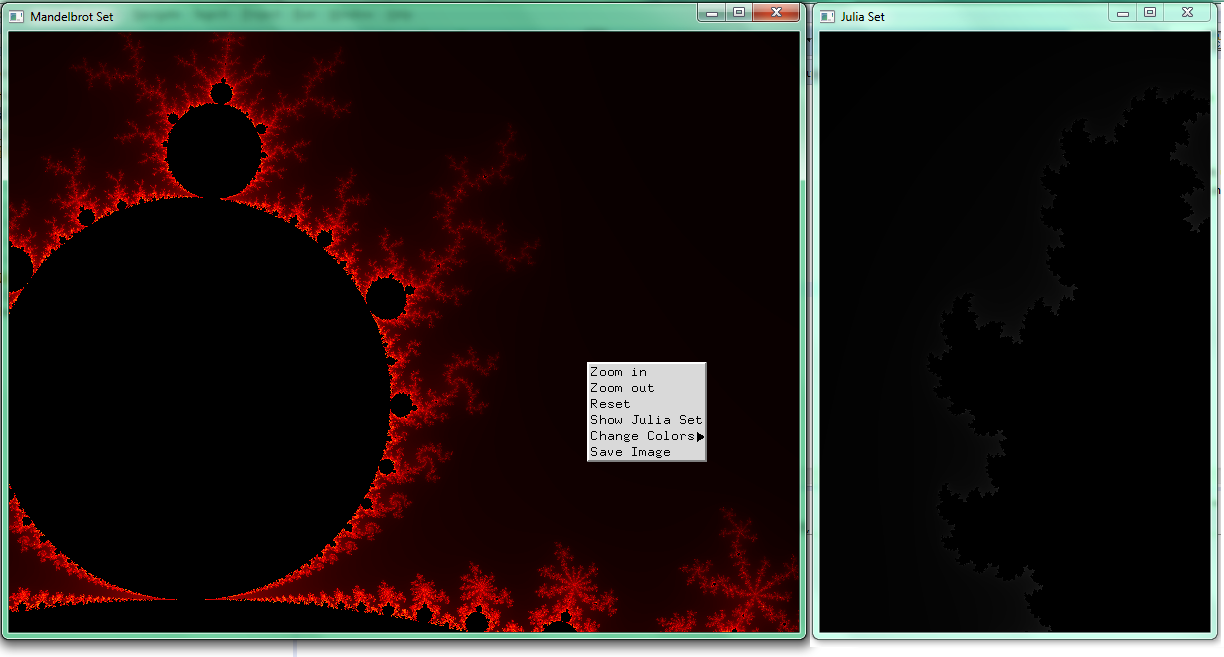 Mandelbrot Set
Julia Set
Zoom in
Zoom out
Reset
Show Julia Set
Change Colors
Save Image